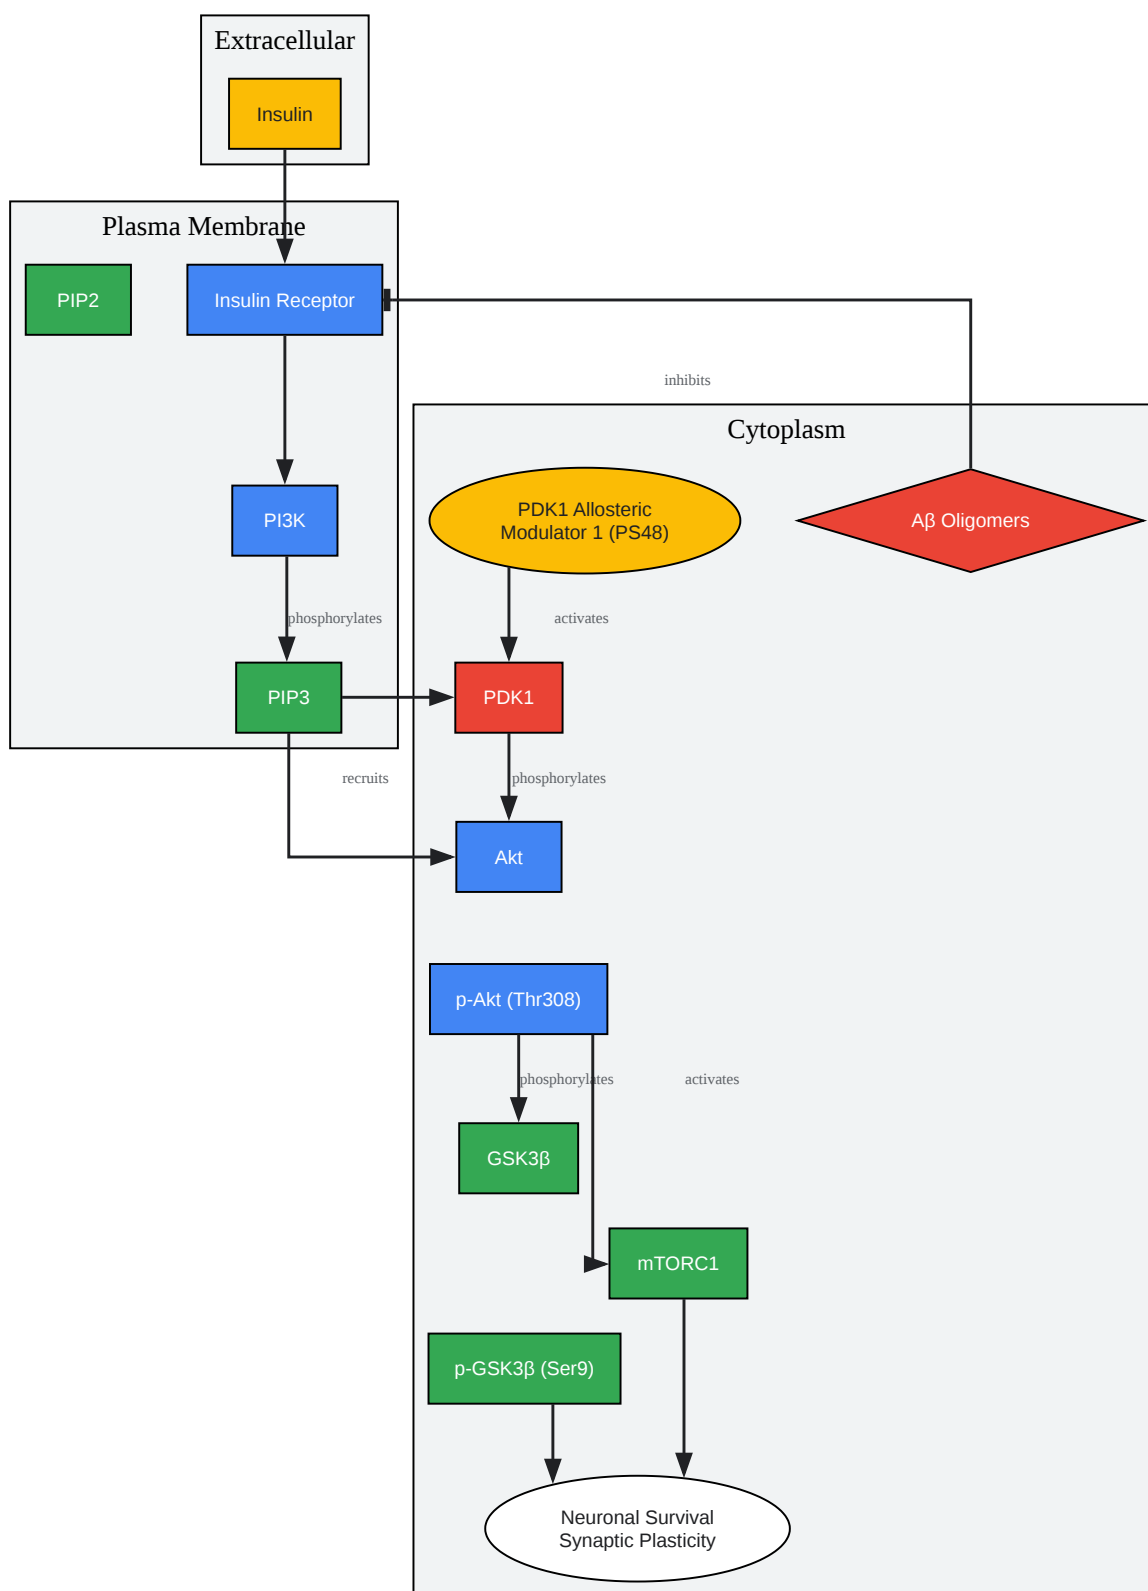 Extracellular
Insulin
Plasma Membrane
PIP2
Insulin Receptor
inhibits
Cytoplasm
PI3K
PDK1 Allosteric
Modulator 1 (PS48)
Aβ Oligomers
phosphorylates
activates
PIP3
PDK1
recruits
phosphorylates
Akt
p-Akt (Thr308)
phosphorylates
activates
GSK3β
mTORC1
p-GSK3β (Ser9)
Neuronal Survival
Synaptic Plasticity